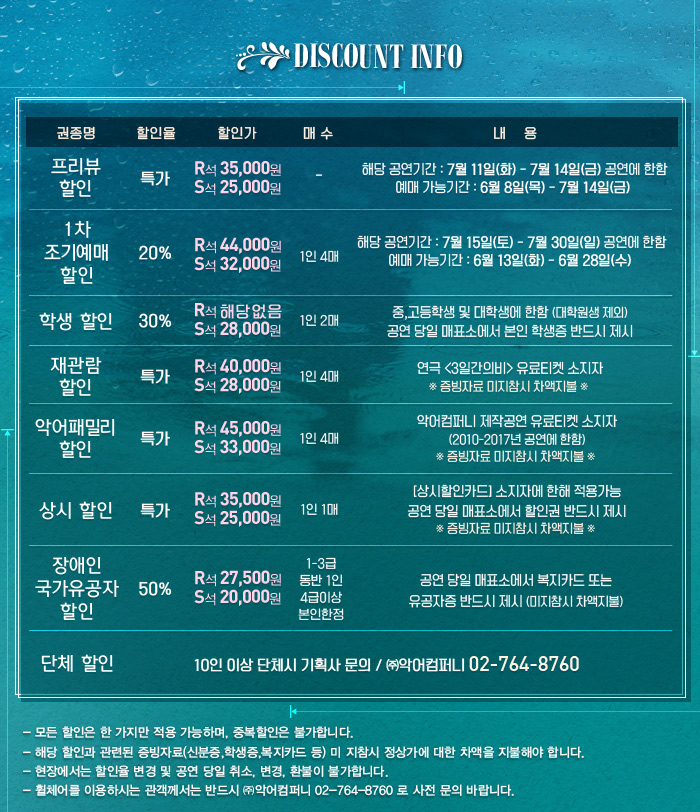 DISCOUNT INFO
권종명 할인율 할인가 매 수 내 용
프리뷰
할인
특가
R석 35,000원
S석 25,000원
-
해당 공연기간 : 7월 11일(화) - 7월 14일(금) 공연에 한함
예매 가능기간 : 6월 8일(목) - 7월 14일(금)
1차
조기예매
할인
20%
R석 44,000원
S석 32,000원
1인 4매
해당 공연기간 : 7월 15일(토) - 7월 30일(일) 공연에 한함
예매 가능기간 : 6월 13일(화) - 6월 28일(수)
학생 할인
30%
R석 해당없음
S석 28,000원
1인 2매
중,고등학생 및 대학생에 한함 (대학원생 제외)
공연 당일 매표소에서 본인 학생증 반드시 제시
재관람
할인
특가
R석 40,000원
S석 28,000원
1인 4매
연극 <3일간의비> 유료티켓 소지자
※ 증빙자료 미지참시 차액지불 ※
악어패밀리
할인
특가
R석 45,000원
S석 33,000원
1인 4매
악어컴퍼니 제작공연 유료티켓 소지자
(2010-2017년 공연에 한함)
※ 증빙자료 미지참시 차액지불 ※
상시 할인
특가
R석 35,000원
S석 25,000원
1인 1매
[상시할인카드] 소지자에 한해 적용가능
공연 당일 매표소에서 할인권 반드시 제시
※ 증빙자료 미지참시 차액지불 ※
장애인
국가유공자
할인
50%
R석 27,500원
S석 20,000원
1-3급
동반 1인
4급이상
본인한정
공연 당일 매표소에서 복지카드 또는
유공자증 반드시 제시 (미지참시 차액지불)
단체 할인
10인 이상 단체시 기획사 문의 / ㈜악어컴퍼니 02-764-8760
- 모든 할인은 한 가지만 적용 가능하며, 중복할인은 불가합니다.
- 해당 할인과 관련된 증빙자료(신분증,학생증,복지카드 등) 미 지참시 정상가에 대한 차액을 지불해야 합니다.
- 현장에서는 할인율 변경 및 공연 당일 취소, 변경, 환불이 불가합니다.
- 휠체어를 이용하시는 관객께서는 반드시 ㈜악어컴퍼니 02-764-8760 로 사전 문의 바랍니다.